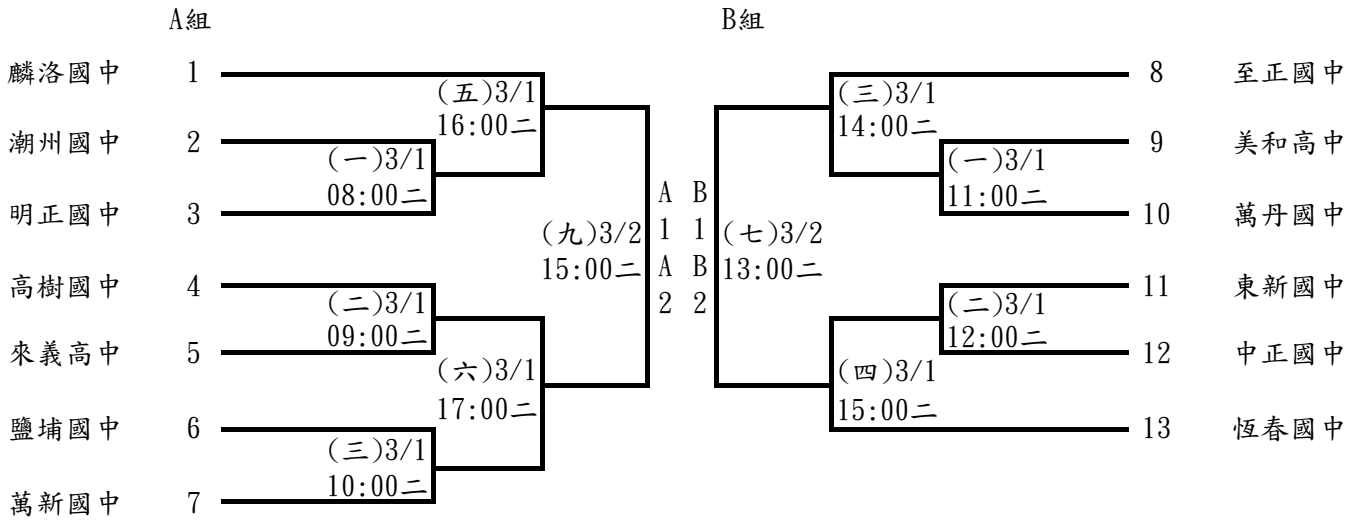 A組
B組
麟洛國中 1
(五)3/1
16:00二
潮州國中 2
(一)3/1
08:00二
明正國中 3
高樹國中 4
(二)3/1
09:00二
來義高中 5
(六)3/1
17:00二
鹽埔國中 6
(三)3/1
10:00二
萬新國中 7
(九)3/2
15:00二
A1A2
B1B2
(七)3/2
13:00二
8 至正國中
(三)3/1
14:00二
9 美和高中
(一)3/1
11:00二
10 萬丹國中
11 東新國中
(二)3/1
12:00二
12 中正國中
(四)3/1
15:00二
13 恆春國中